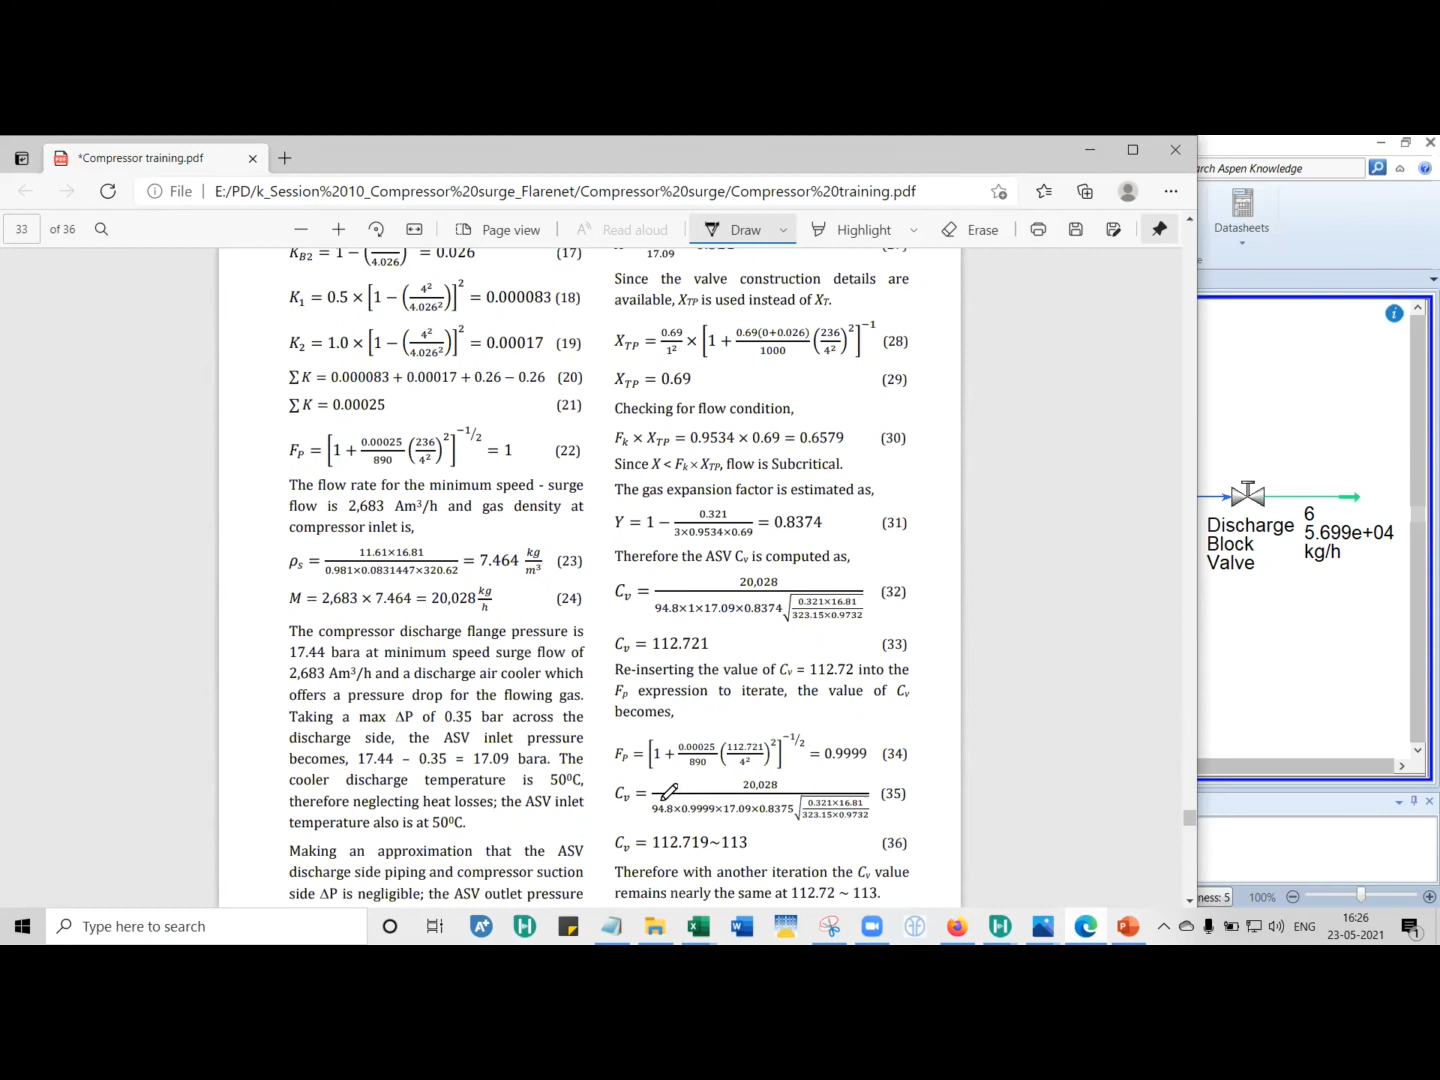 *Compressor training.pdf
File E:/PD/k_Session%2010_Compressor%20surge_Flarenet/Compressor%20surge/Compressor%20training.pdf
33 of 36
Page view
Read aloud
Draw
Highlight
Erase
K_B2 = 1 − (/4.026) = 0.026 (17)
K₁ = 0.5 × [1 − (4²/4.026²)]² = 0.000083 (18)
K₂ = 1.0 × [1 − (4²/4.026²)]² = 0.00017 (19)
∑K = 0.000083 + 0.00017 + 0.26 − 0.26 (20)
∑K = 0.00025 (21)
F_P = [1 + 0.00025/890 (236/4²)²]^(−1/2) = 1 (22)
The flow rate for the minimum speed - surge
flow is 2,683 Am³/h and gas density at
compressor inlet is,
ρ_s = 11.61×16.81/0.981×0.0831447×320.62 = 7.464 kg/m³ (23)
M = 2,683 × 7.464 = 20,028 kg/h (24)
The compressor discharge flange pressure is
17.44 bara at minimum speed surge flow of
2,683 Am³/h and a discharge air cooler which
offers a pressure drop for the flowing gas.
Taking a max ΔP of 0.35 bar across the
discharge side, the ASV inlet pressure
becomes, 17.44 – 0.35 = 17.09 bara. The
cooler discharge temperature is 50⁰C,
therefore neglecting heat losses; the ASV inlet
temperature also is at 50⁰C.
Making an approximation that the ASV
discharge side piping and compressor suction
side ΔP is negligible; the ASV outlet pressure
17.09
Since the valve construction details are
available, X_TP is used instead of X_T.
X_TP = 0.69/1² × [1 + 0.69(0+0.026)/1000 (236/4²)²]^−1 (28)
X_TP = 0.69 (29)
Checking for flow condition,
F_k × X_TP = 0.9534 × 0.69 = 0.6579 (30)
Since X < F_k × X_TP, flow is Subcritical.
The gas expansion factor is estimated as,
Y = 1 − 0.321/3×0.9534×0.69 = 0.8374 (31)
Therefore the ASV C_v is computed as,
C_v = 20,028/94.8×1×17.09×0.8374√(0.321×16.81/323.15×0.9732) (32)
C_v = 112.721 (33)
Re-inserting the value of C_v = 112.72 into the
F_p expression to iterate, the value of C_v
becomes,
F_P = [1 + 0.00025/890 (112.721/4²)²]^(−1/2) = 0.9999 (34)
C_v = 20,028/94.8×0.9999×17.09×0.8375√(0.321×16.81/323.15×0.9732) (35)
C_v = 112.719~113 (36)
Therefore with another iteration the C_v value
remains nearly the same at 112.72 ~ 113.
rch Aspen Knowledge
Datasheets
Discharge
Block
Valve
6
5.699e+04
kg/h
ness: 5 100%
Type here to search
ENG
16:26
23-05-2021
1